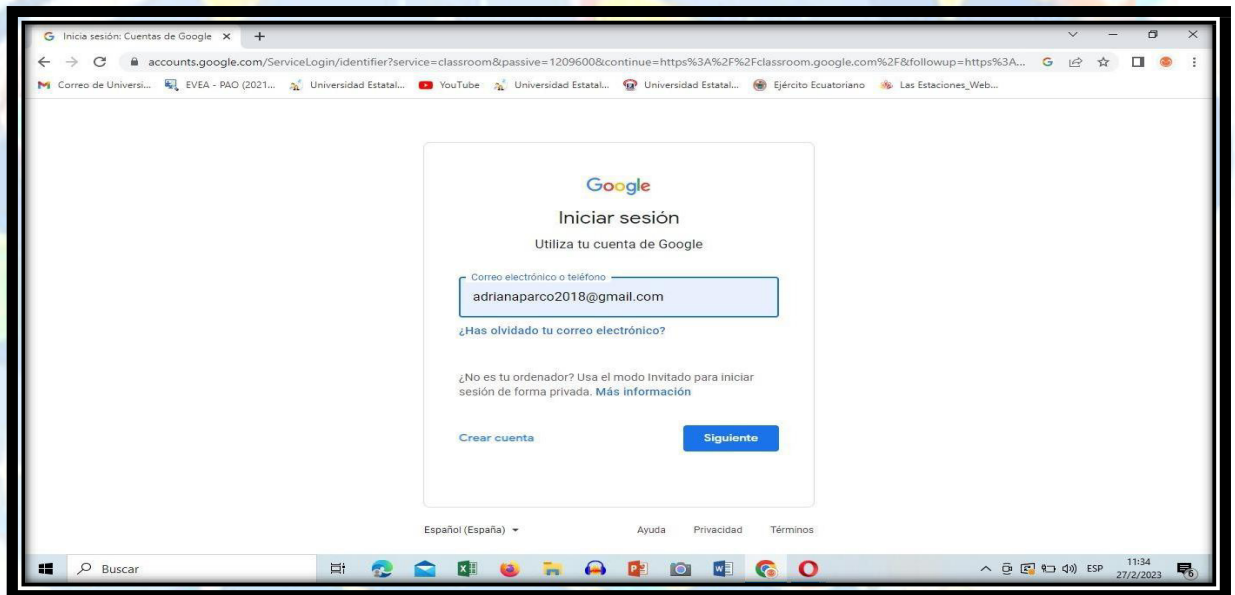 Inicia sesión: Cuentas de Google
accounts.google.com/ServiceLogin/identifier?service=classroom&passive=1209600&continue=https%3A%2F%2Fclassroom.google.com%2F&followup=https%3A...
Correo de Universi... EVEA - PAO (2021... Universidad Estatal... YouTube Universidad Estatal... Universidad Estatal... Ejército Ecuatoriano Las Estaciones_Web...
Google
Iniciar sesión
Utiliza tu cuenta de Google
Correo electrónico o teléfono
adrianaparco2018@gmail.com
¿Has olvidado tu correo electrónico?
¿No es tu ordenador? Usa el modo Invitado para iniciar
sesión de forma privada. Más información
Crear cuenta Siguiente
Español (España) Ayuda Privacidad Términos
Buscar ESP 11:34
27/2/2023 6